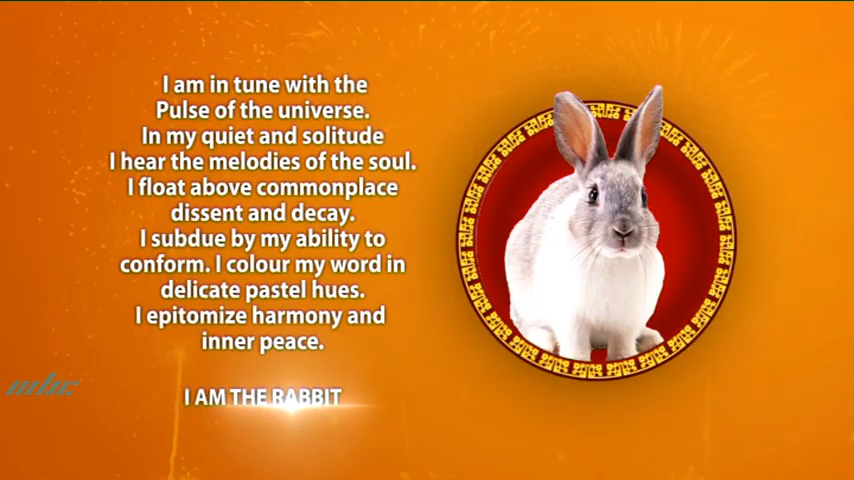 I am in tune with the
Pulse of the universe.
In my quiet and solitude
I hear the melodies of the soul.
I float above commonplace
dissent and decay.
I subdue by my ability to
conform. I colour my word in
delicate pastel hues.
I epitomize harmony and
inner peace.
mbc
I AM THE RABBIT